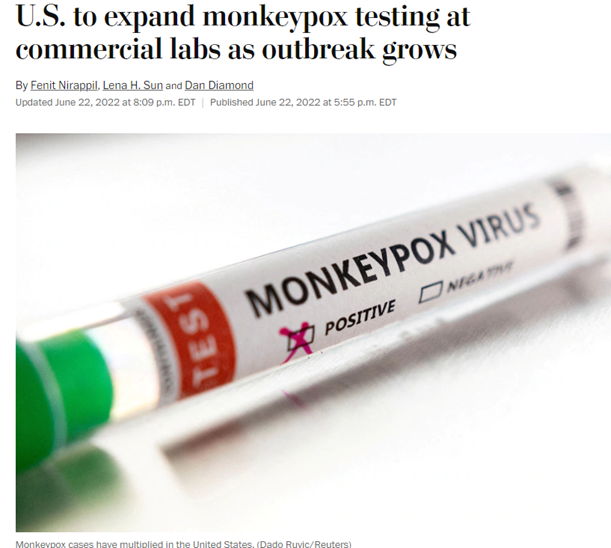 U.S. to expand monkeypox testing at
commercial labs as outbreak grows
By Fenit Nirappil, Lena H. Sun and Dan Diamond
Updated June 22, 2022 at 8:09 p.m. EDT | Published June 22, 2022 at 5:55 p.m. EDT
TEST
MONKEYPOX VIRUS
POSITIVE
NEGATIVE
Monkeypox cases have multiplied in the United States. (Dado Ruvic/Reuters)